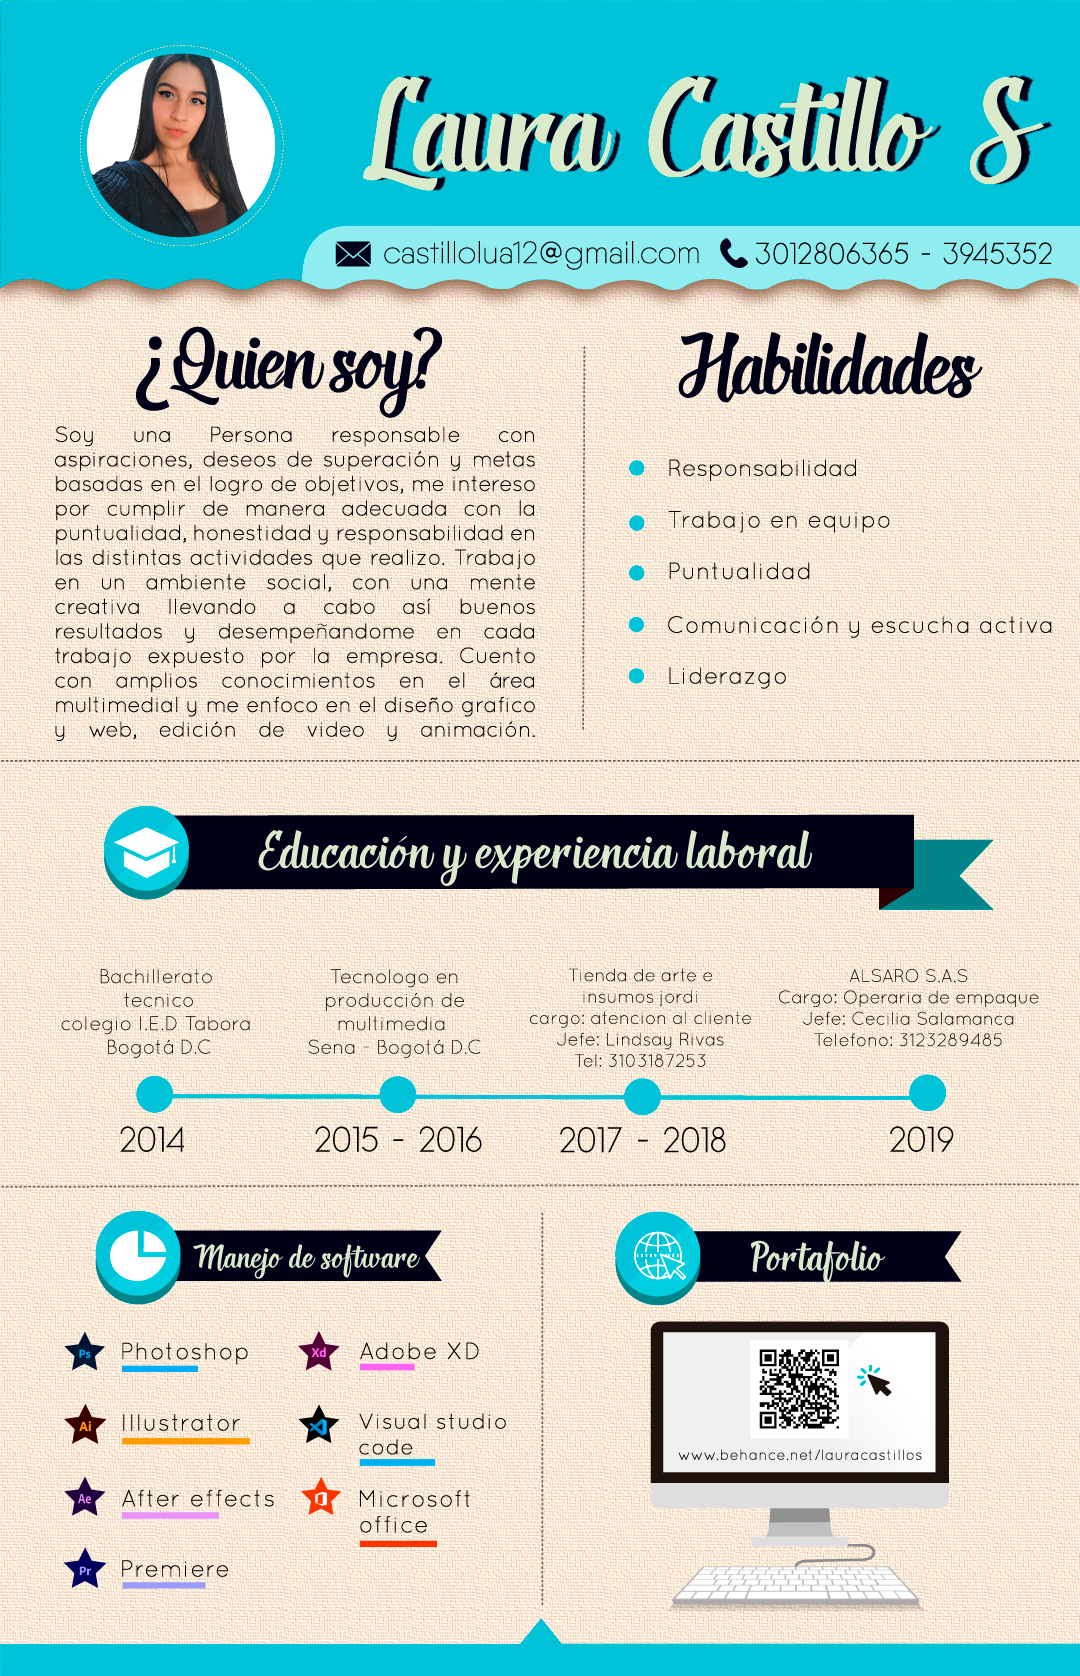 Laura Castillo S
castillolua12@gmail.com 3012806365 - 3945352
¿Quien soy?
Soy una Persona responsable con
aspiraciones, deseos de superación y metas
basadas en el logro de objetivos, me intereso
por cumplir de manera adecuada con la
puntualidad, honestidad y responsabilidad en
las distintas actividades que realizo. Trabajo
en un ambiente social, con una mente
creativa llevando a cabo así buenos
resultados y desempeñandome en cada
trabajo expuesto por la empresa. Cuento
con amplios conocimientos en el área
multimedial y me enfoco en el diseño grafico
y web, edición de video y animación.
Habilidades
Responsabilidad
Trabajo en equipo
Puntualidad
Comunicación y escucha activa
Liderazgo
Educación y experiencia laboral
Bachillerato
tecnico
colegio I.E.D Tabora
Bogotá D.C
2014
Tecnologo en
producción de
multimedia
Sena - Bogotá D.C
2015 - 2016
Tienda de arte e
insumos jordi
cargo: atencion al cliente
Jefe: Lindsay Rivas
Tel: 3103187253
2017 - 2018
ALSARO S.A.S
Cargo: Operaria de empaque
Jefe: Cecilia Salamanca
Telefono: 3123289485
2019
Manejo de software
Ps Photoshop
Ai Illustrator
Ae After effects
Pr Premiere
Xd Adobe XD
Visual studio
code
Microsoft
office
Portafolio
www.behance.net/lauracastillos